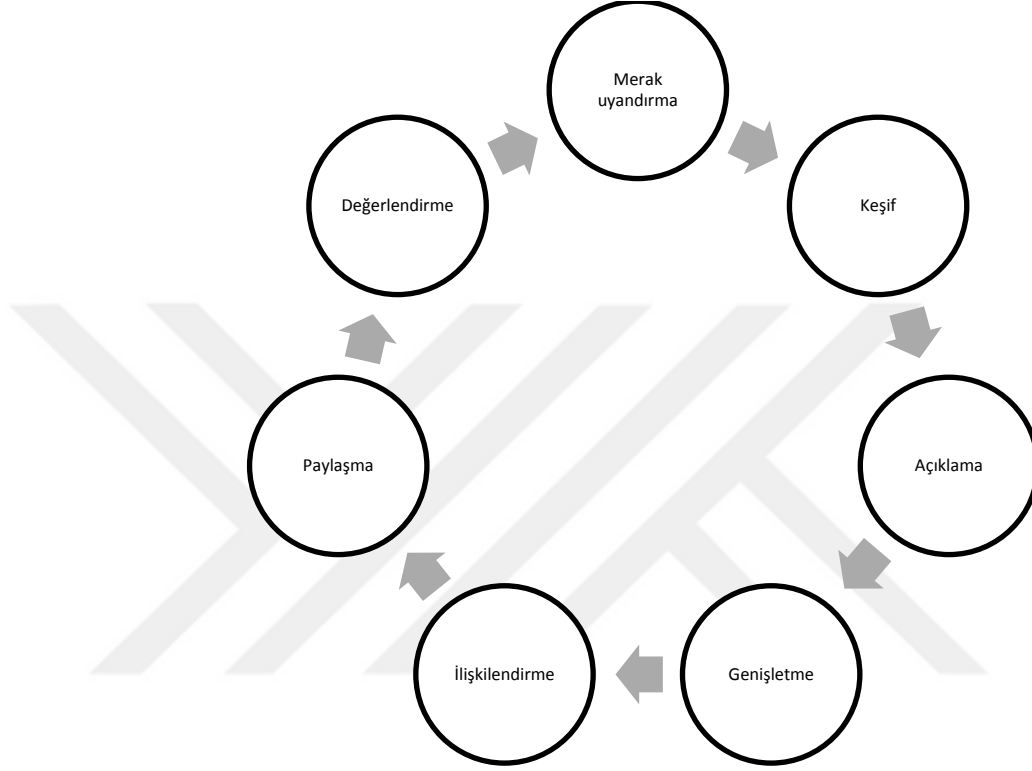 Merak
uyandırma
Keşif
Açıklama
Genişletme
İlişkilendirme
Paylaşma
Değerlendirme